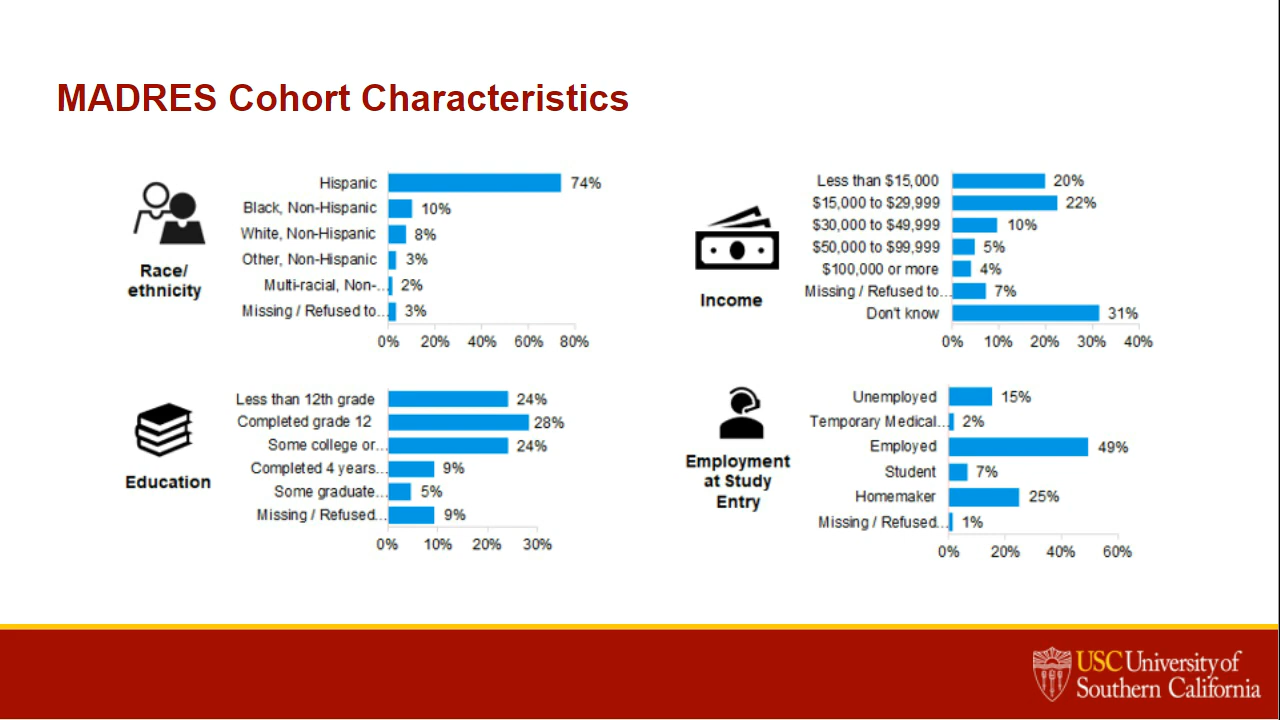 MADRES Cohort Characteristics
Race/
ethnicity
Hispanic 74%
Black, Non-Hispanic 10%
White, Non-Hispanic 8%
Other, Non-Hispanic 3%
Multi-racial, Non-... 2%
Missing / Refused to... 3%
0% 20% 40% 60% 80%
Income
Less than $15,000 20%
$15,000 to $29,999 22%
$30,000 to $49,999 10%
$50,000 to $99,999 5%
$100,000 or more 4%
Missing / Refused to... 7%
Don't know 31%
0% 10% 20% 30% 40%
Education
Less than 12th grade 24%
Completed grade 12 28%
Some college or... 24%
Completed 4 years... 9%
Some graduate... 5%
Missing / Refused... 9%
0% 10% 20% 30%
Employment
at Study
Entry
Unemployed 15%
Temporary Medical... 2%
Employed 49%
Student 7%
Homemaker 25%
Missing / Refused... 1%
0% 20% 40% 60%
USC University of
Southern California